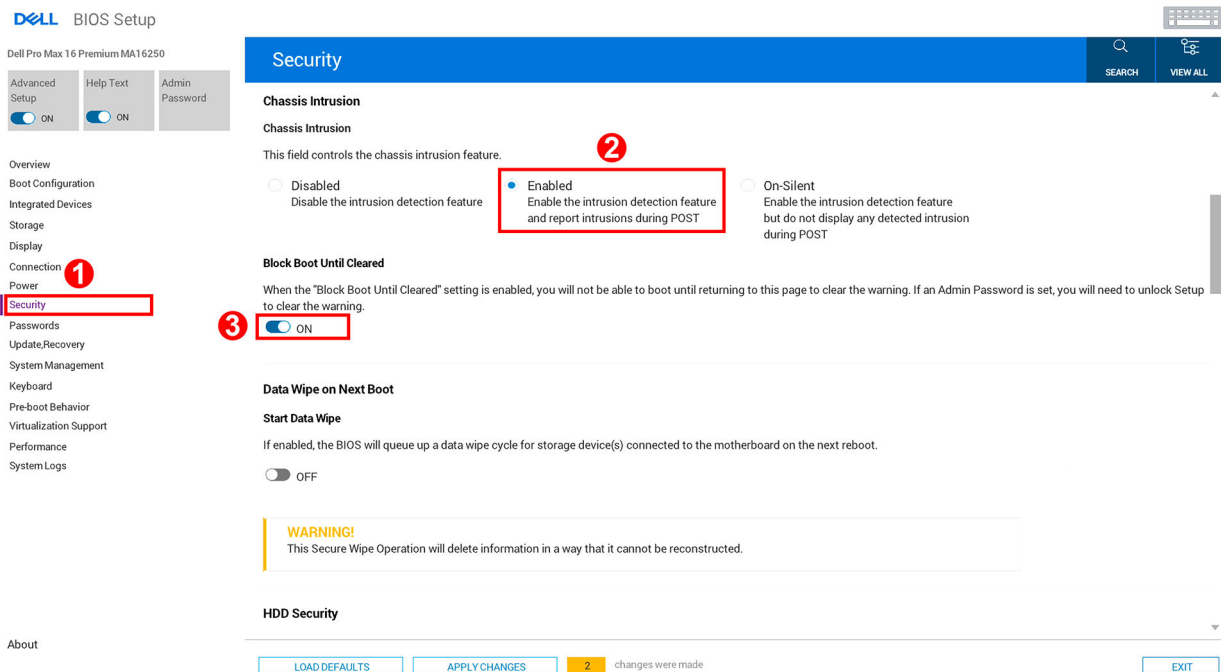 DELL BIOS Setup
Dell Pro Max 16 Premium MA16250
Advanced Setup
ON
Help Text
ON
Admin Password
Overview
Boot Configuration
Integrated Devices
Storage
Display
Connection
1
Power
Security
Passwords
Update,Recovery
System Management
Keyboard
Pre-boot Behavior
Virtualization Support
Performance
System Logs
About
Security
SEARCH
VIEW ALL
Chassis Intrusion
Chassis Intrusion
This field controls the chassis intrusion feature.
2
Disabled
Disable the intrusion detection feature
Enabled
Enable the intrusion detection feature
and report intrusions during POST
On-Silent
Enable the intrusion detection feature
but do not display any detected intrusion
during POST
Block Boot Until Cleared
When the "Block Boot Until Cleared" setting is enabled, you will not be able to boot until returning to this page to clear the warning. If an Admin Password is set, you will need to unlock Setup
to clear the warning.
3
ON
Data Wipe on Next Boot
Start Data Wipe
If enabled, the BIOS will queue up a data wipe cycle for storage device(s) connected to the motherboard on the next reboot.
OFF
WARNING!
This Secure Wipe Operation will delete information in a way that it cannot be reconstructed.
HDD Security
LOAD DEFAULTS
APPLY CHANGES
2 changes were made
EXIT